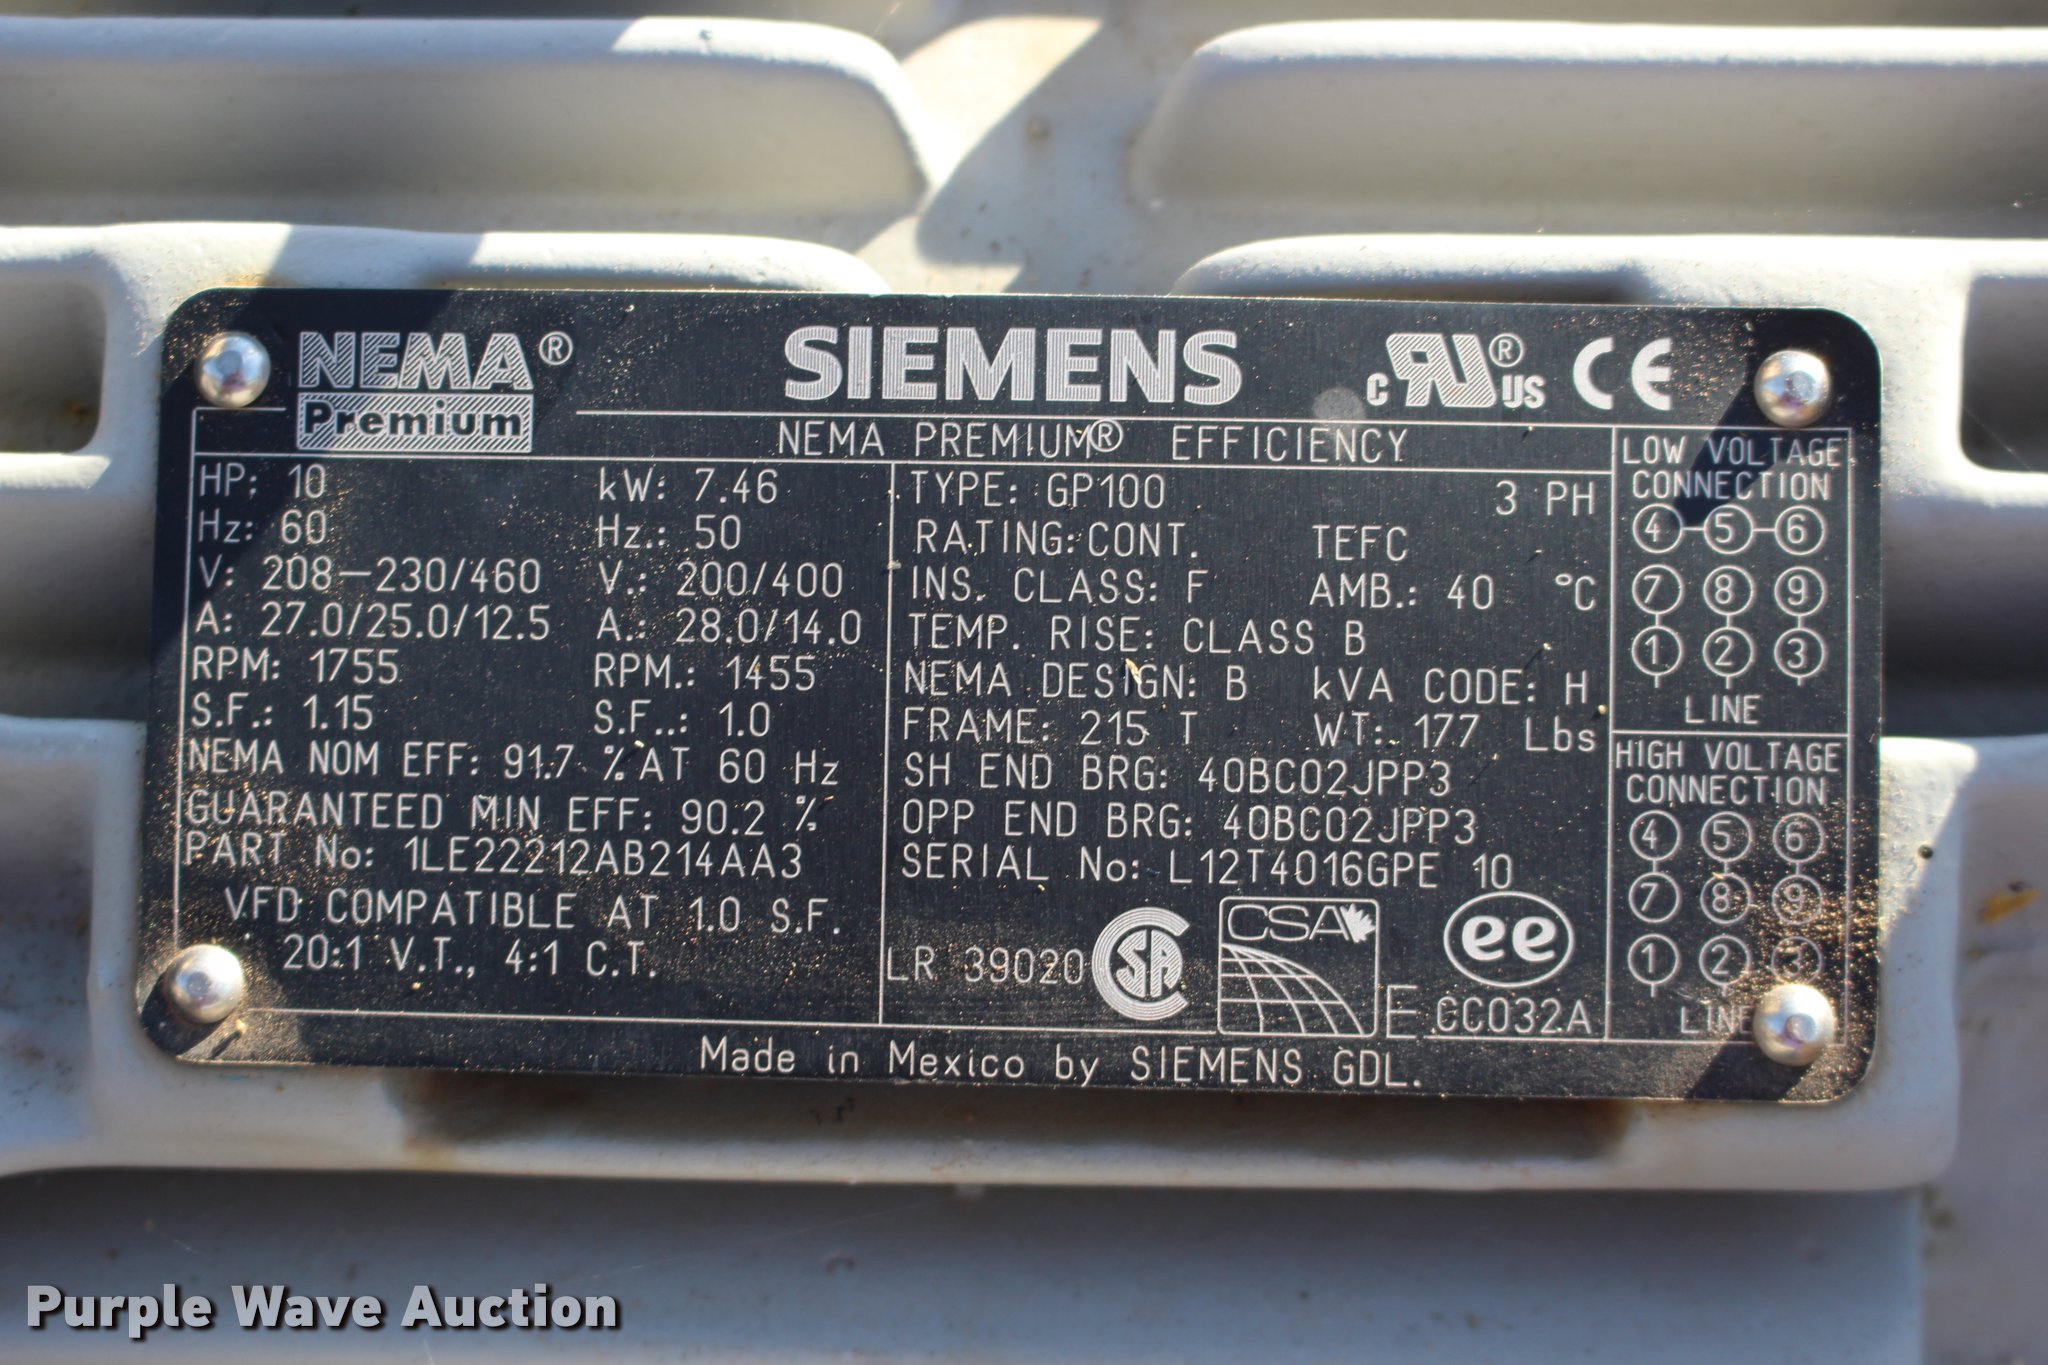 NEMA®
Premium
SIEMENS
c RU® US CE
NEMA PREMIUM® EFFICIENCY
HP: 10 kW: 7.46
Hz: 60 Hz.: 50
V: 208-230/460 V.: 200/400
A: 27.0/25.0/12.5 A.: 28.0/14.0
RPM: 1755 RPM.: 1455
S.F.: 1.15 S.F..: 1.0
NEMA NOM EFF: 91.7 % AT 60 Hz
GUARANTEED MIN EFF: 90.2 %
PART No: 1LE22212AB214AA3
VFD COMPATIBLE AT 1.0 S.F.
20:1 V.T., 4:1 C.T.
TYPE: GP100 3 PH
RATING: CONT. TEFC
INS. CLASS: F AMB.: 40 °C
TEMP. RISE: CLASS B
NEMA DESIGN: B kVA CODE: H
FRAME: 215 T WT: 177 Lbs
SH END BRG: 40BC02JPP3
OPP END BRG: 40BC02JPP3
SERIAL No: L12T4016GPE 10
LR 39020 SA CSA E ee
CC032A
LOW VOLTAGE
CONNECTION
4 5 6
7 8 9
1 2 3
LINE
HIGH VOLTAGE
CONNECTION
4 5 6
7 8 9
1 2 3
LINE
Made in Mexico by SIEMENS GDL.
Purple Wave Auction